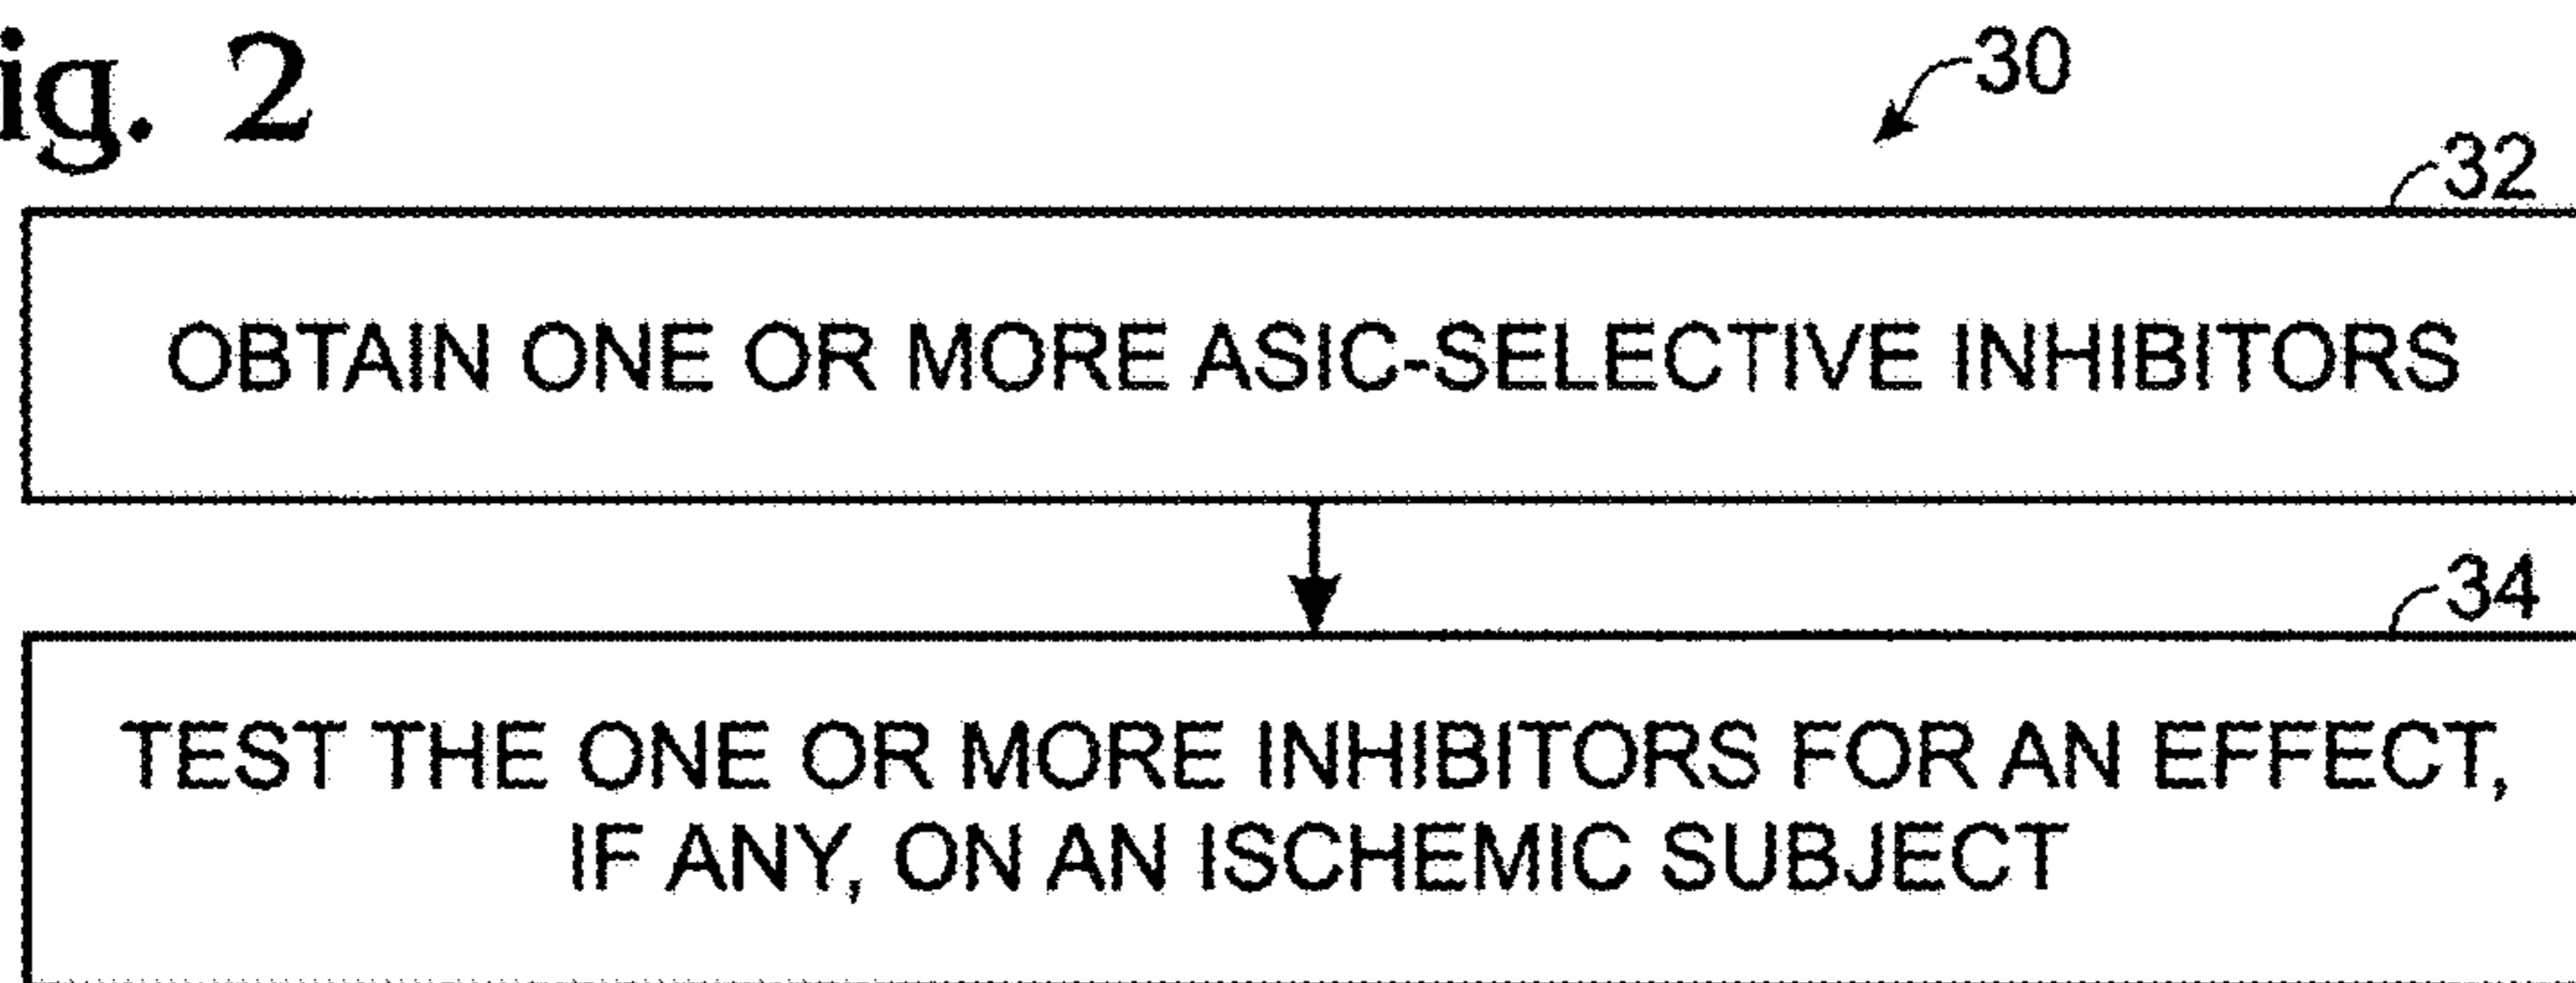 ig. 2
30
32
OBTAIN ONE OR MORE ASIC-SELECTIVE INHIBITORS
34
TEST THE ONE OR MORE INHIBITORS FOR AN EFFECT,
IF ANY, ON AN ISCHEMIC SUBJECT